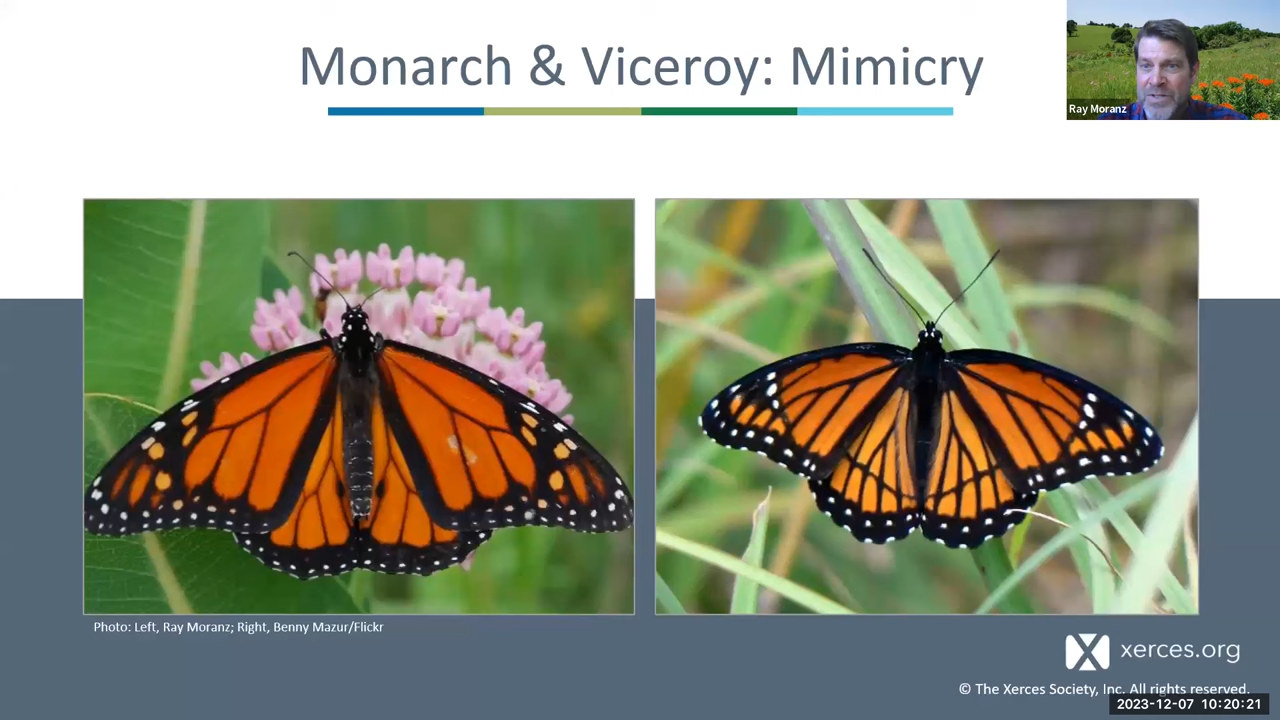 Monarch & Viceroy: Mimicry
Ray Moranz
Photo: Left, Ray Moranz; Right, Benny Mazur/Flickr
xerces.org
© The Xerces Society, Inc. All rights reserved.
2023-12-07 10:20:21